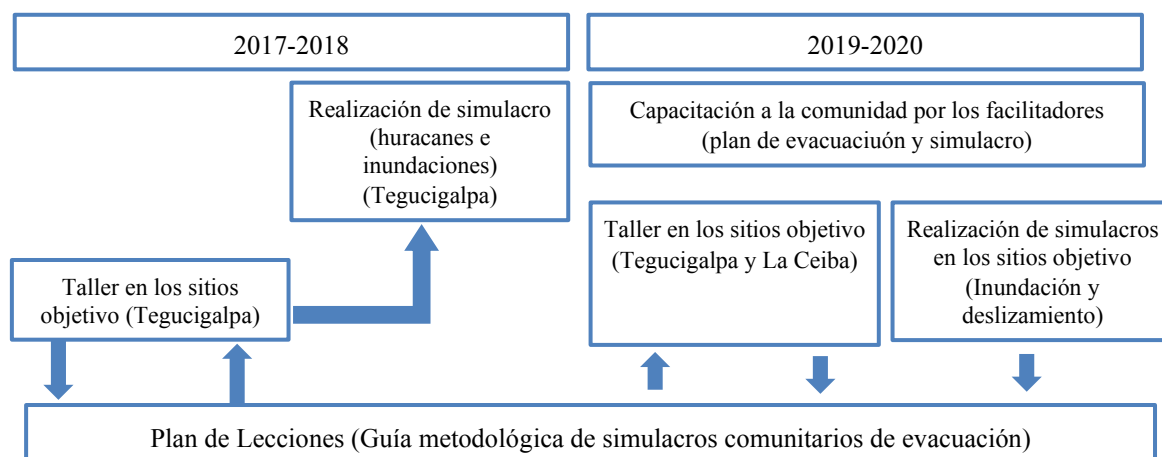 2017-2018
2019-2020
Realización de simulacro
(huracanes e
inundaciones)
(Tegucigalpa)
Capacitación a la comunidad por los facilitadores
(plan de evacuaciuón y simulacro)
Taller en los sitios
objetivo (Tegucigalpa)
Taller en los sitios objetivo
(Tegucigalpa y La Ceiba)
Realización de simulacros
en los sitios objetivo
(Inundación y
deslizamiento)
Plan de Lecciones (Guía metodológica de simulacros comunitarios de evacuación)